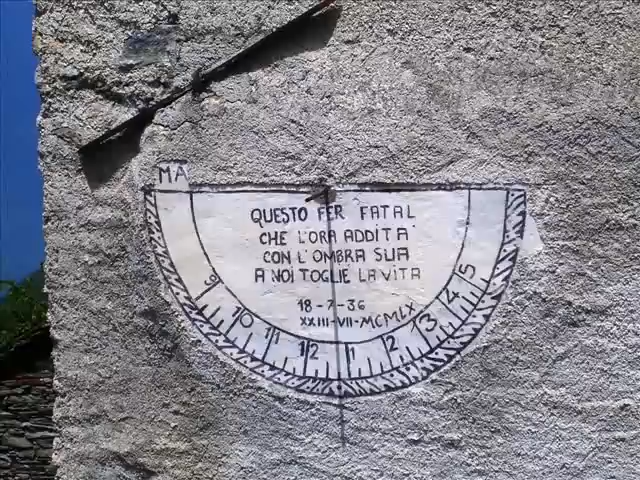 MA
QUESTO FER FATAL
CHE L'ORA ADDITA
CON L'OMBRA SUA
A NOI TOGLIE LA VITA
18-7-36
XXIII-VII-MCMLX
9 10 11 12 1 2 3 4 5